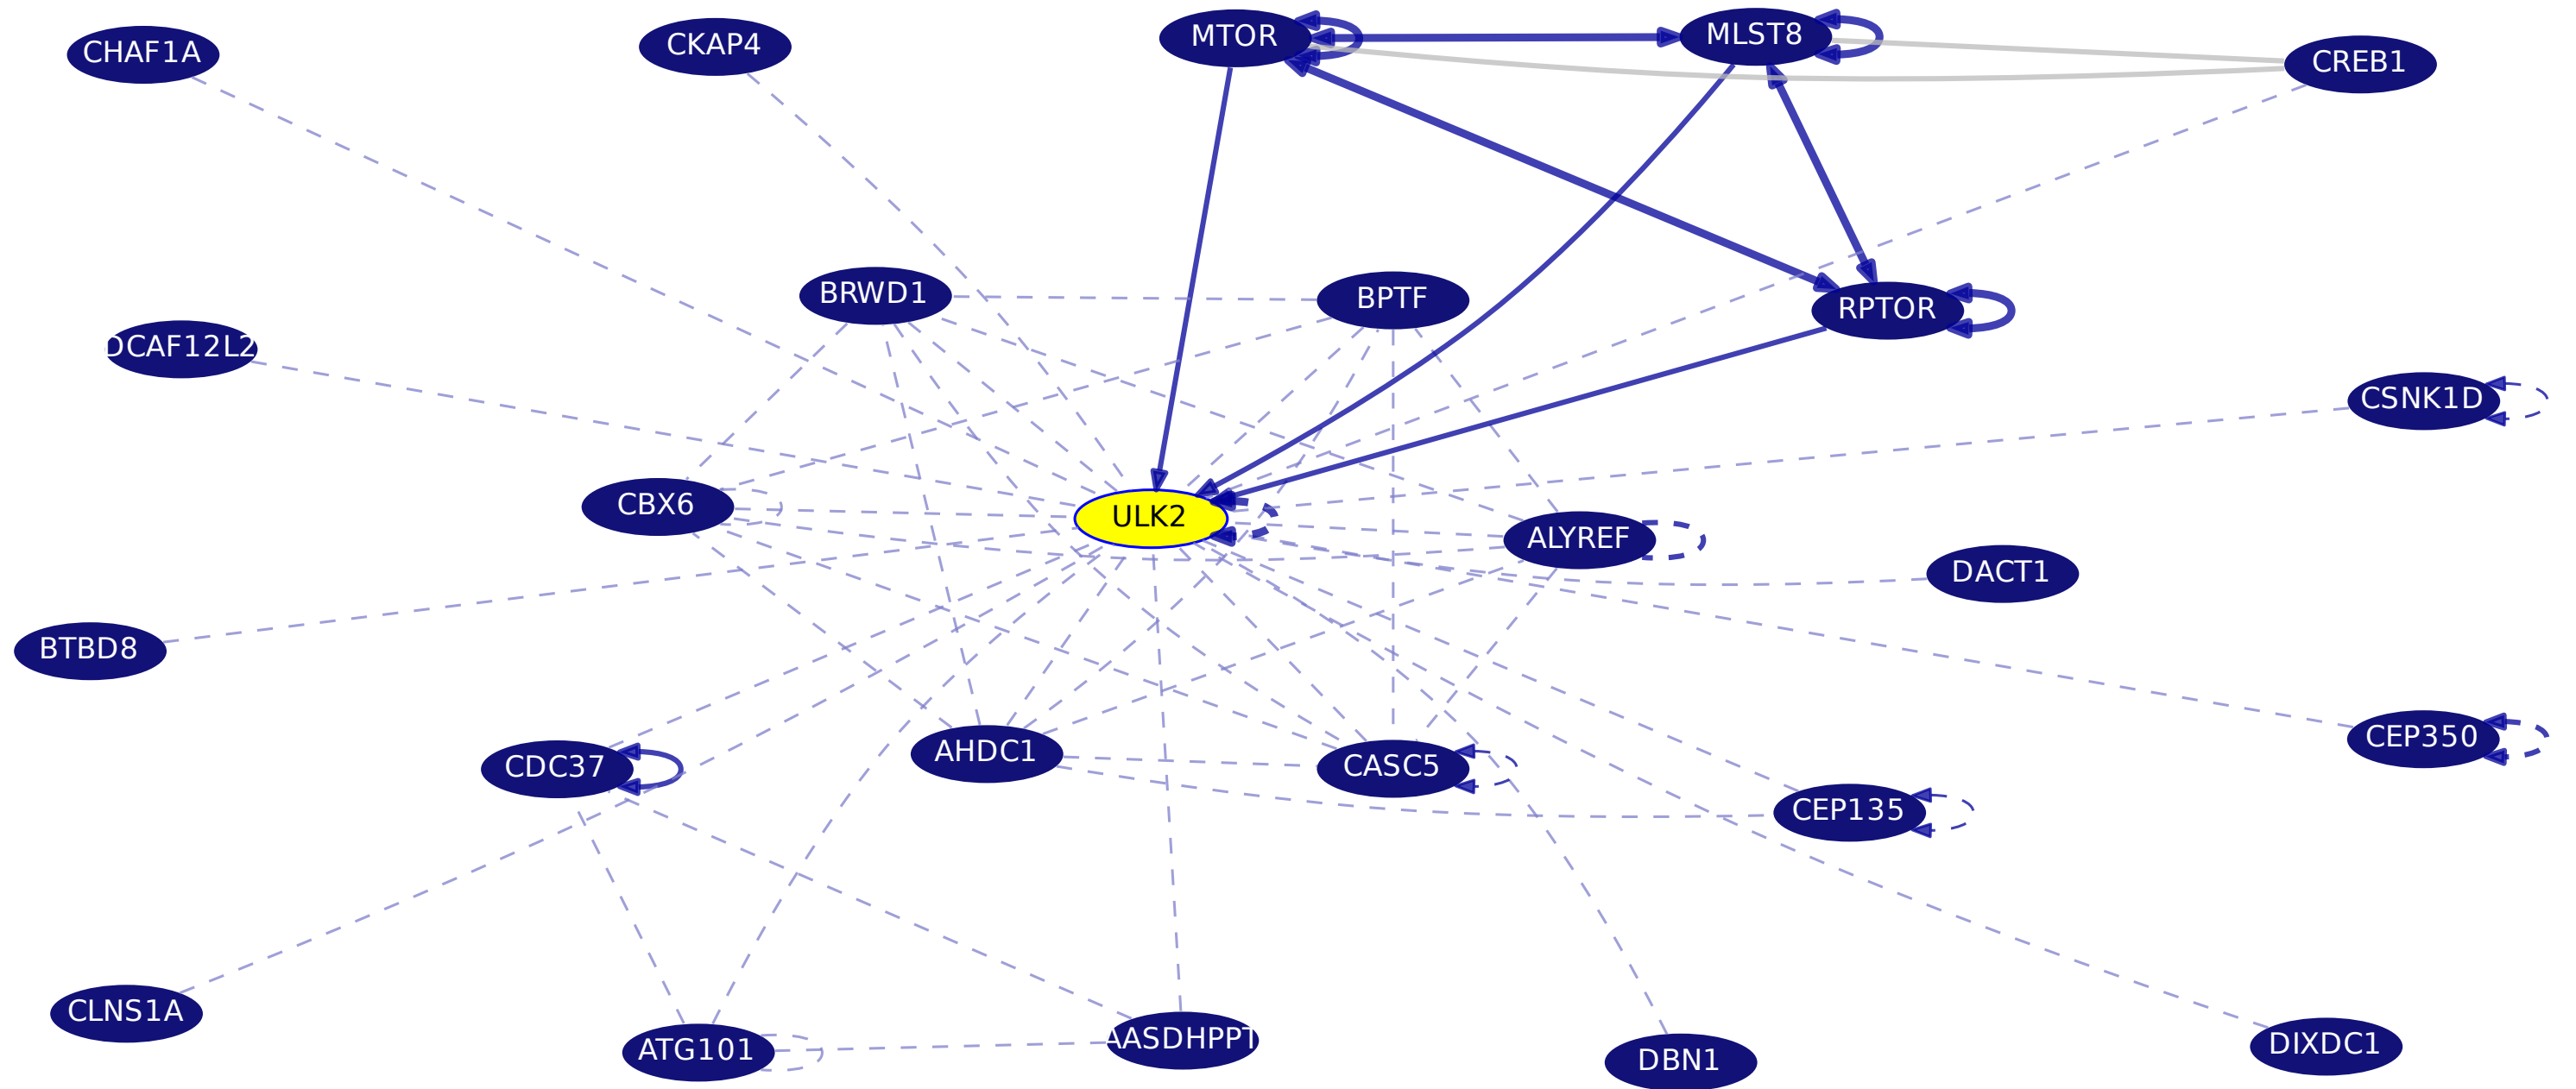 CHAF1A
CKAP4
MTOR
MLST8
CREB1
BRWD1
BPTF
RPTOR
DCAF12L2
CSNK1D
CBX6
ULK2
ALYREF
DACT1
BTBD8
CEP350
CDC37
AHDC1
CASC5
CEP135
CLNS1A
ATG101
AASDHPPT
DBN1
DIXDC1